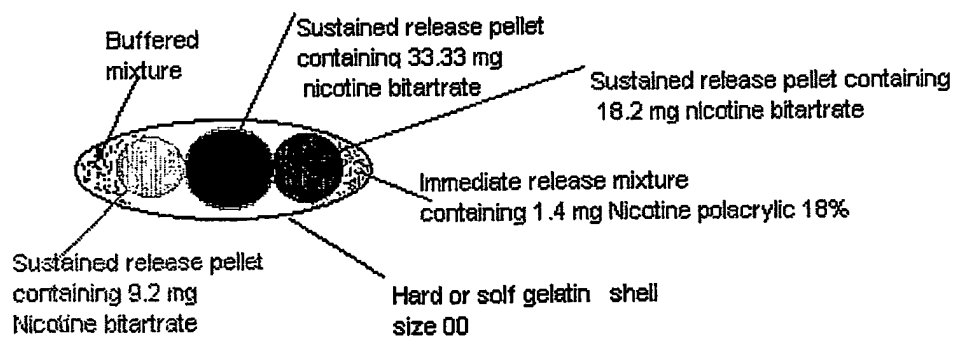 Buffered
mixture
Sustained release pellet
containing 33.33 mg
nicotine bitartrate
Sustained release pellet containing
18.2 mg nicotine bitartrate
Immediate release mixture
containing 1.4 mg Nicotine polacrylic 18%
Sustained release pellet
containing 9.2 mg
Nicotine bitartrate
Hard or solf gelatin shell
size 00